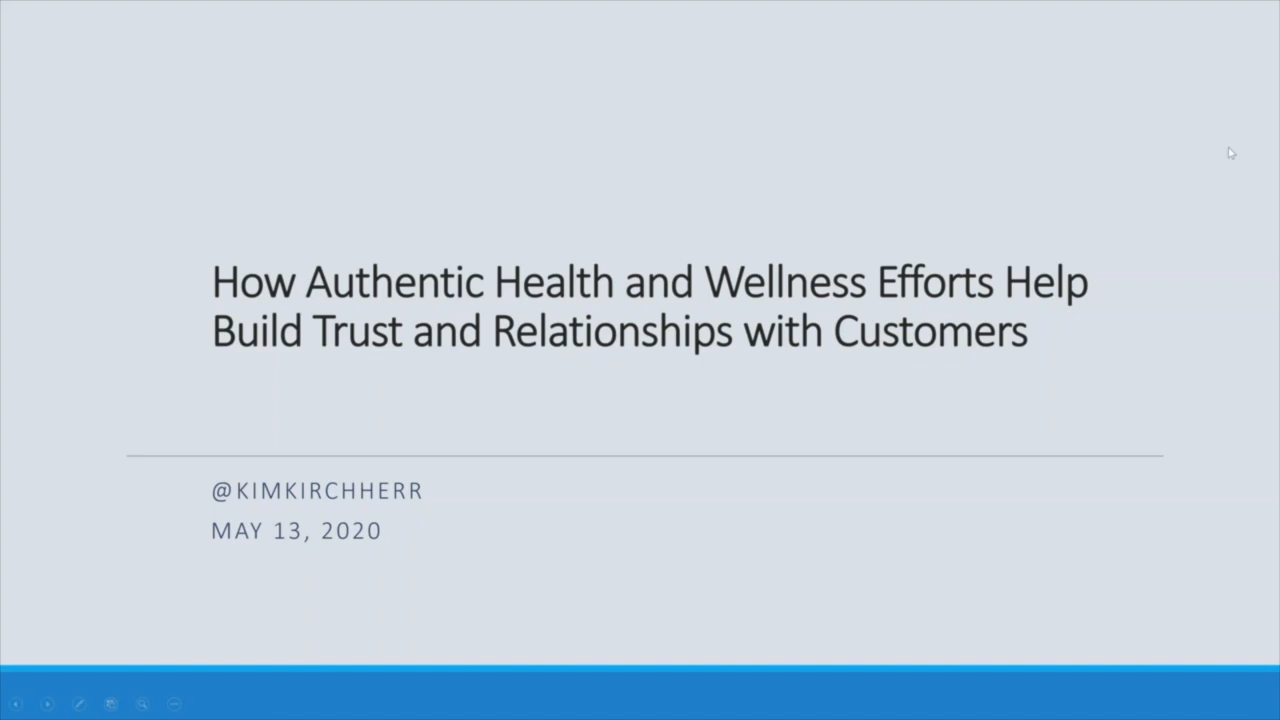 How Authentic Health and Wellness Efforts Help
Build Trust and Relationships with Customers
@KIMKIRCHHERR
MAY 13, 2020